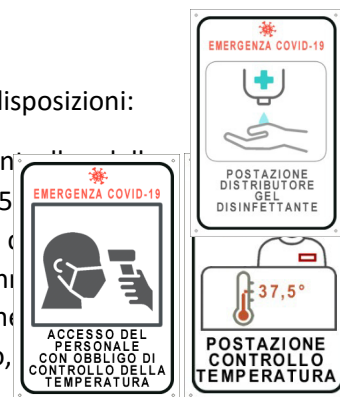 disposizioni:
EMERGENZA COVID-19
POSTAZIONE
DISTRIBUTORE
GEL
DISINFETTANTE
EMERGENZA COVID-19
ACCESSO DEL
PERSONALE
CON OBBLIGO DI
CONTROLLO DELLA
TEMPERATURA
37,5°
POSTAZIONE
CONTROLLO
TEMPERATURA